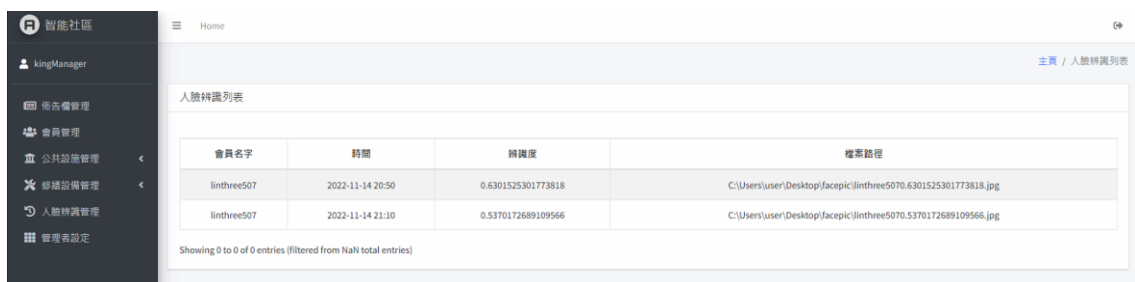 智能社區
Home
kingManager
主頁 / 人臉辨識列表
佈告欄管理
會員管理
公共設施管理
修繕設備管理
人臉辨識管理
管理者設定
人臉辨識列表
會員名字 時間 辨識度 檔案路徑
linthree507 2022-11-14 20:50 0.6301525301773818 C:\Users\user\Desktop\facepic\linthree5070.6301525301773818.jpg
linthree507 2022-11-14 21:10 0.5370172689109566 C:\Users\user\Desktop\facepic\linthree5070.5370172689109566.jpg
Showing 0 to 0 of 0 entries (filtered from NaN total entries)